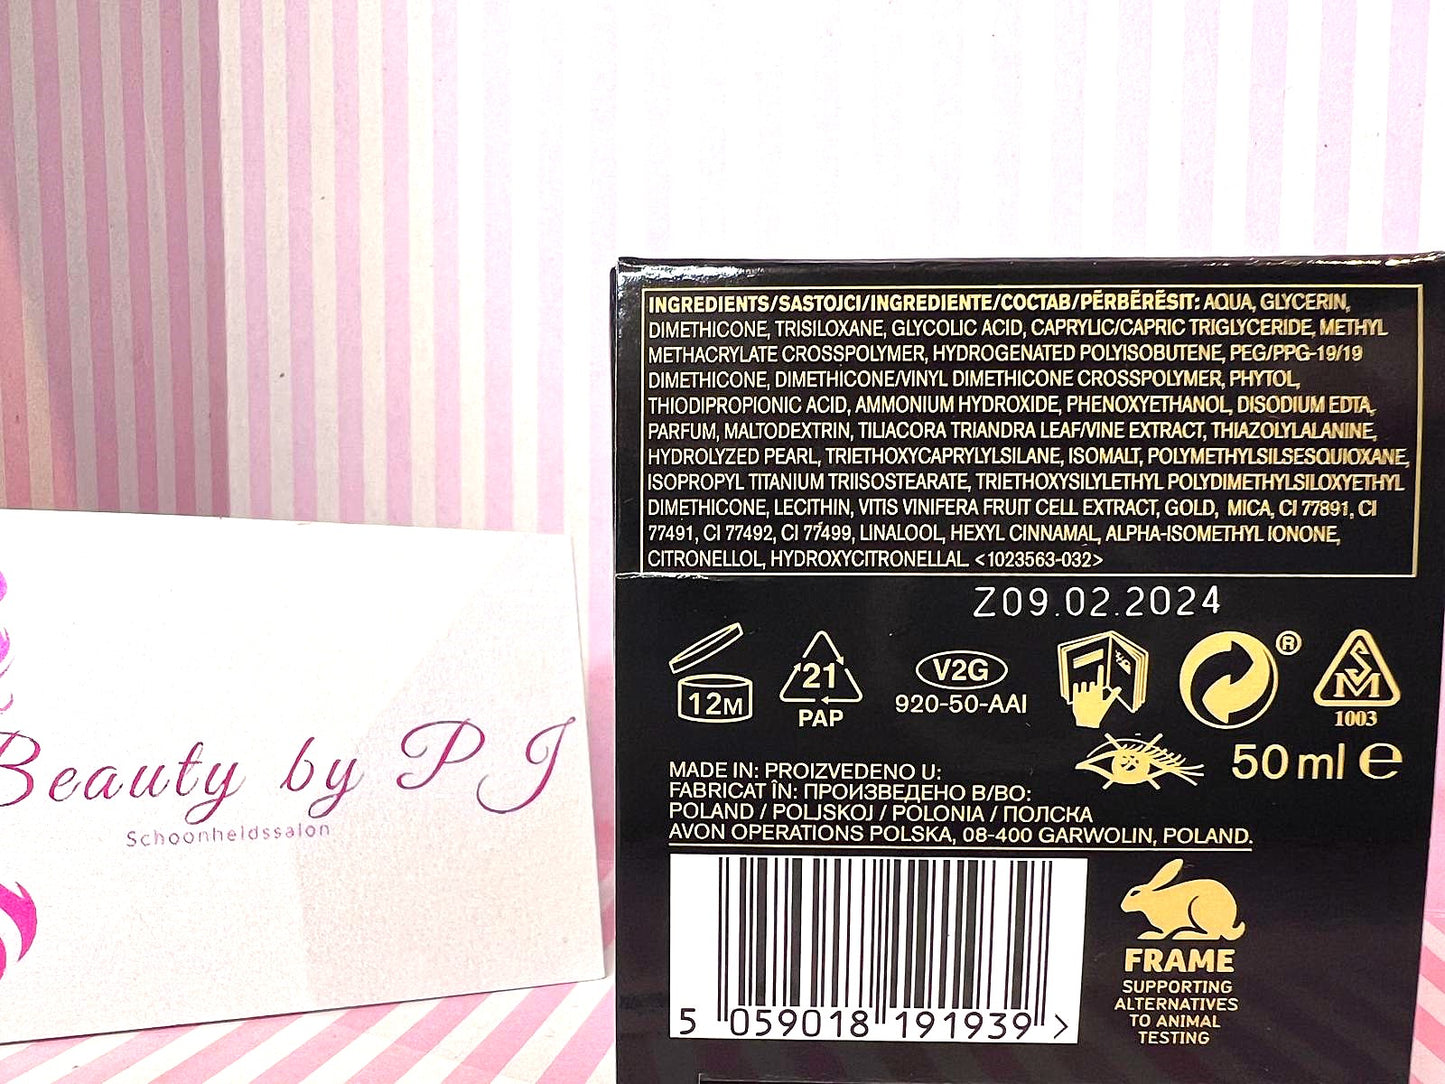 INGREDIENTS/SASTOJCI/INGREDIENTE/СОСТАВ/PËRBËRËSIT: AQUA, GLYCERIN,
DIMETHICONE, TRISILOXANE, GLYCOLIC ACID, CAPRYLIC/CAPRIC TRIGLYCERIDE, METHYL
METHACRYLATE CROSSPOLYMER, HYDROGENATED POLYISOBUTENE, PEG/PPG-19/19
DIMETHICONE, DIMETHICONE/VINYL DIMETHICONE CROSSPOLYMER, PHYTOL,
THIODIPROPIONIC ACID, AMMONIUM HYDROXIDE, PHENOXYETHANOL, DISODIUM EDTA,
PARFUM, MALTODEXTRIN, TILIACORA TRIANDRA LEAF/VINE EXTRACT, THIAZOLYLALANINE,
HYDROLYZED PEARL, TRIETHOXYCAPRYLYLSILANE, ISOMALT, POLYMETHYLSILSESQUIOXANE,
ISOPROPYL TITANIUM TRIISOSTEARATE, TRIETHOXYSILYLETHYL POLYDIMETHYLSILOXYETHYL
DIMETHICONE, LECITHIN, VITIS VINIFERA FRUIT CELL EXTRACT, GOLD, MICA, CI 77891, CI
77491, CI 77492, CI 77499, LINALOOL, HEXYL CINNAMAL, ALPHA-ISOMETHYL IONONE,
CITRONELLOL, HYDROXYCITRONELLAL. <1023563-032>
Z09.02.2024
12M
21
PAP
V2G
920-50-AAI
®
SM
1003
50 ml e
MADE IN: PROIZVEDENO U:
FABRICAT ÎN: ПРОИЗВЕДЕНО В/ВО:
POLAND / POLJSKOJ / POLONIA / ПОЛСКА
AVON OPERATIONS POLSKA, 08-400 GARWOLIN, POLAND.
5 059018 191939 >
FRAME
SUPPORTING
ALTERNATIVES
TO ANIMAL
TESTING
Beauty by PJ
Schoonheidssalon